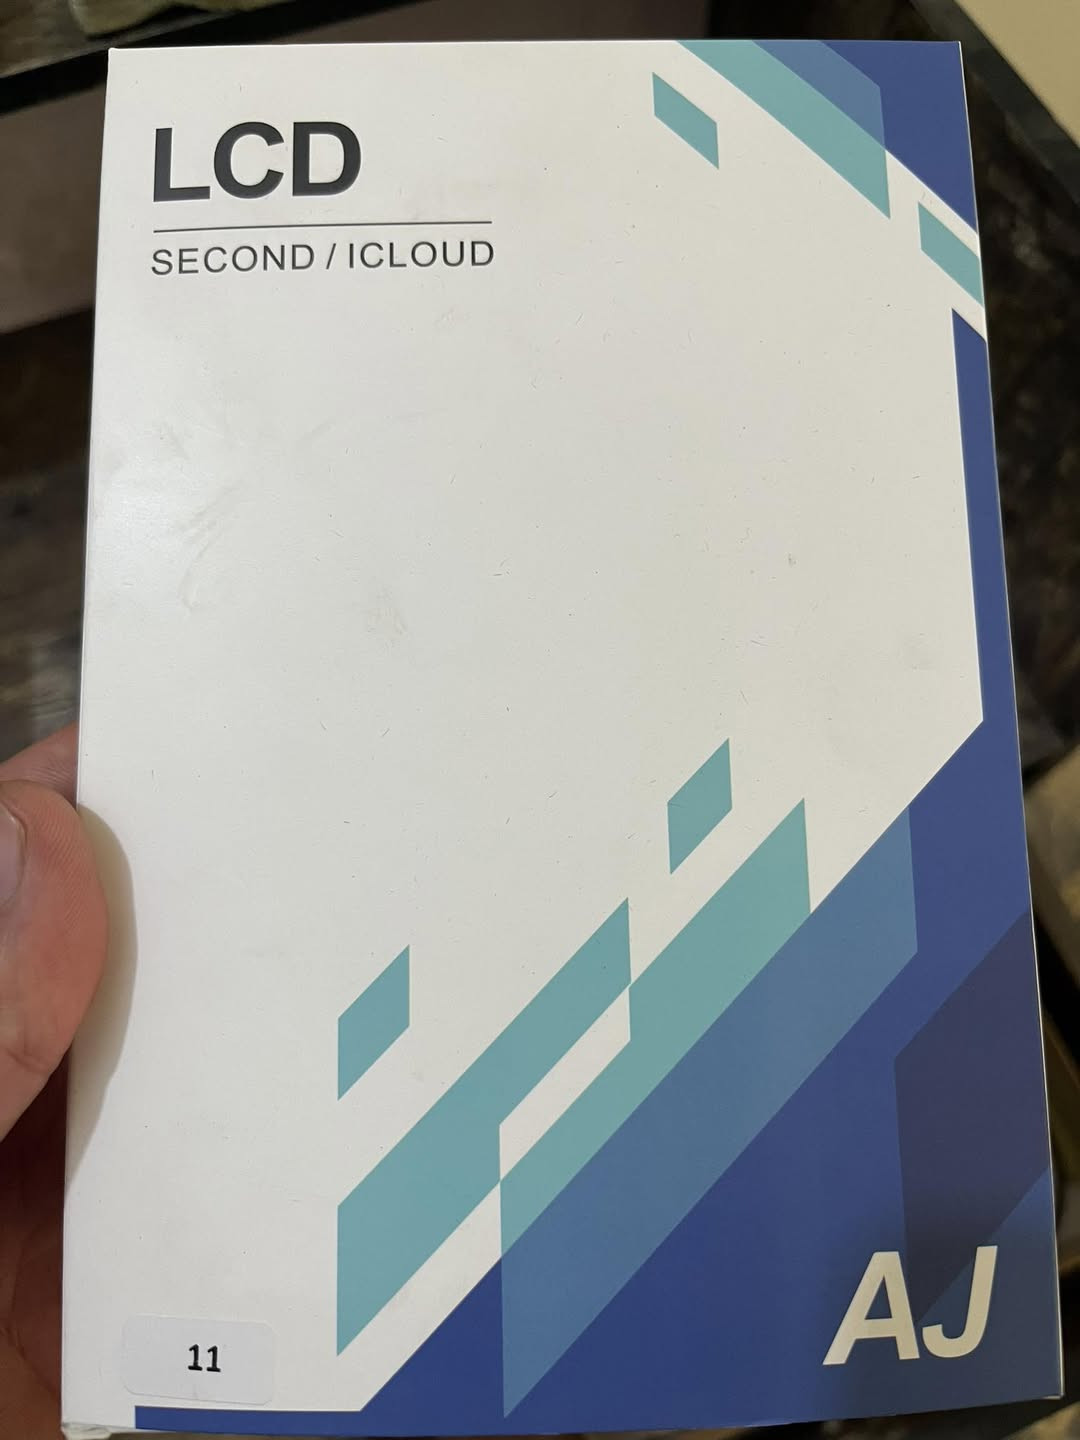 LCD
SECOND / ICLOUD
11
AJ